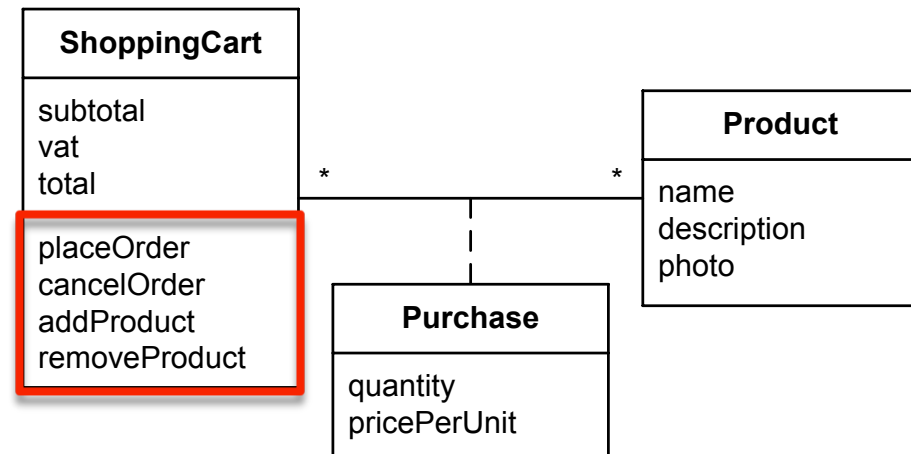 ShoppingCart
subtotal
vat
total
placeOrder
cancelOrder
addProduct
removeProduct
*
*
Product
name
description
photo
Purchase
quantity
pricePerUnit